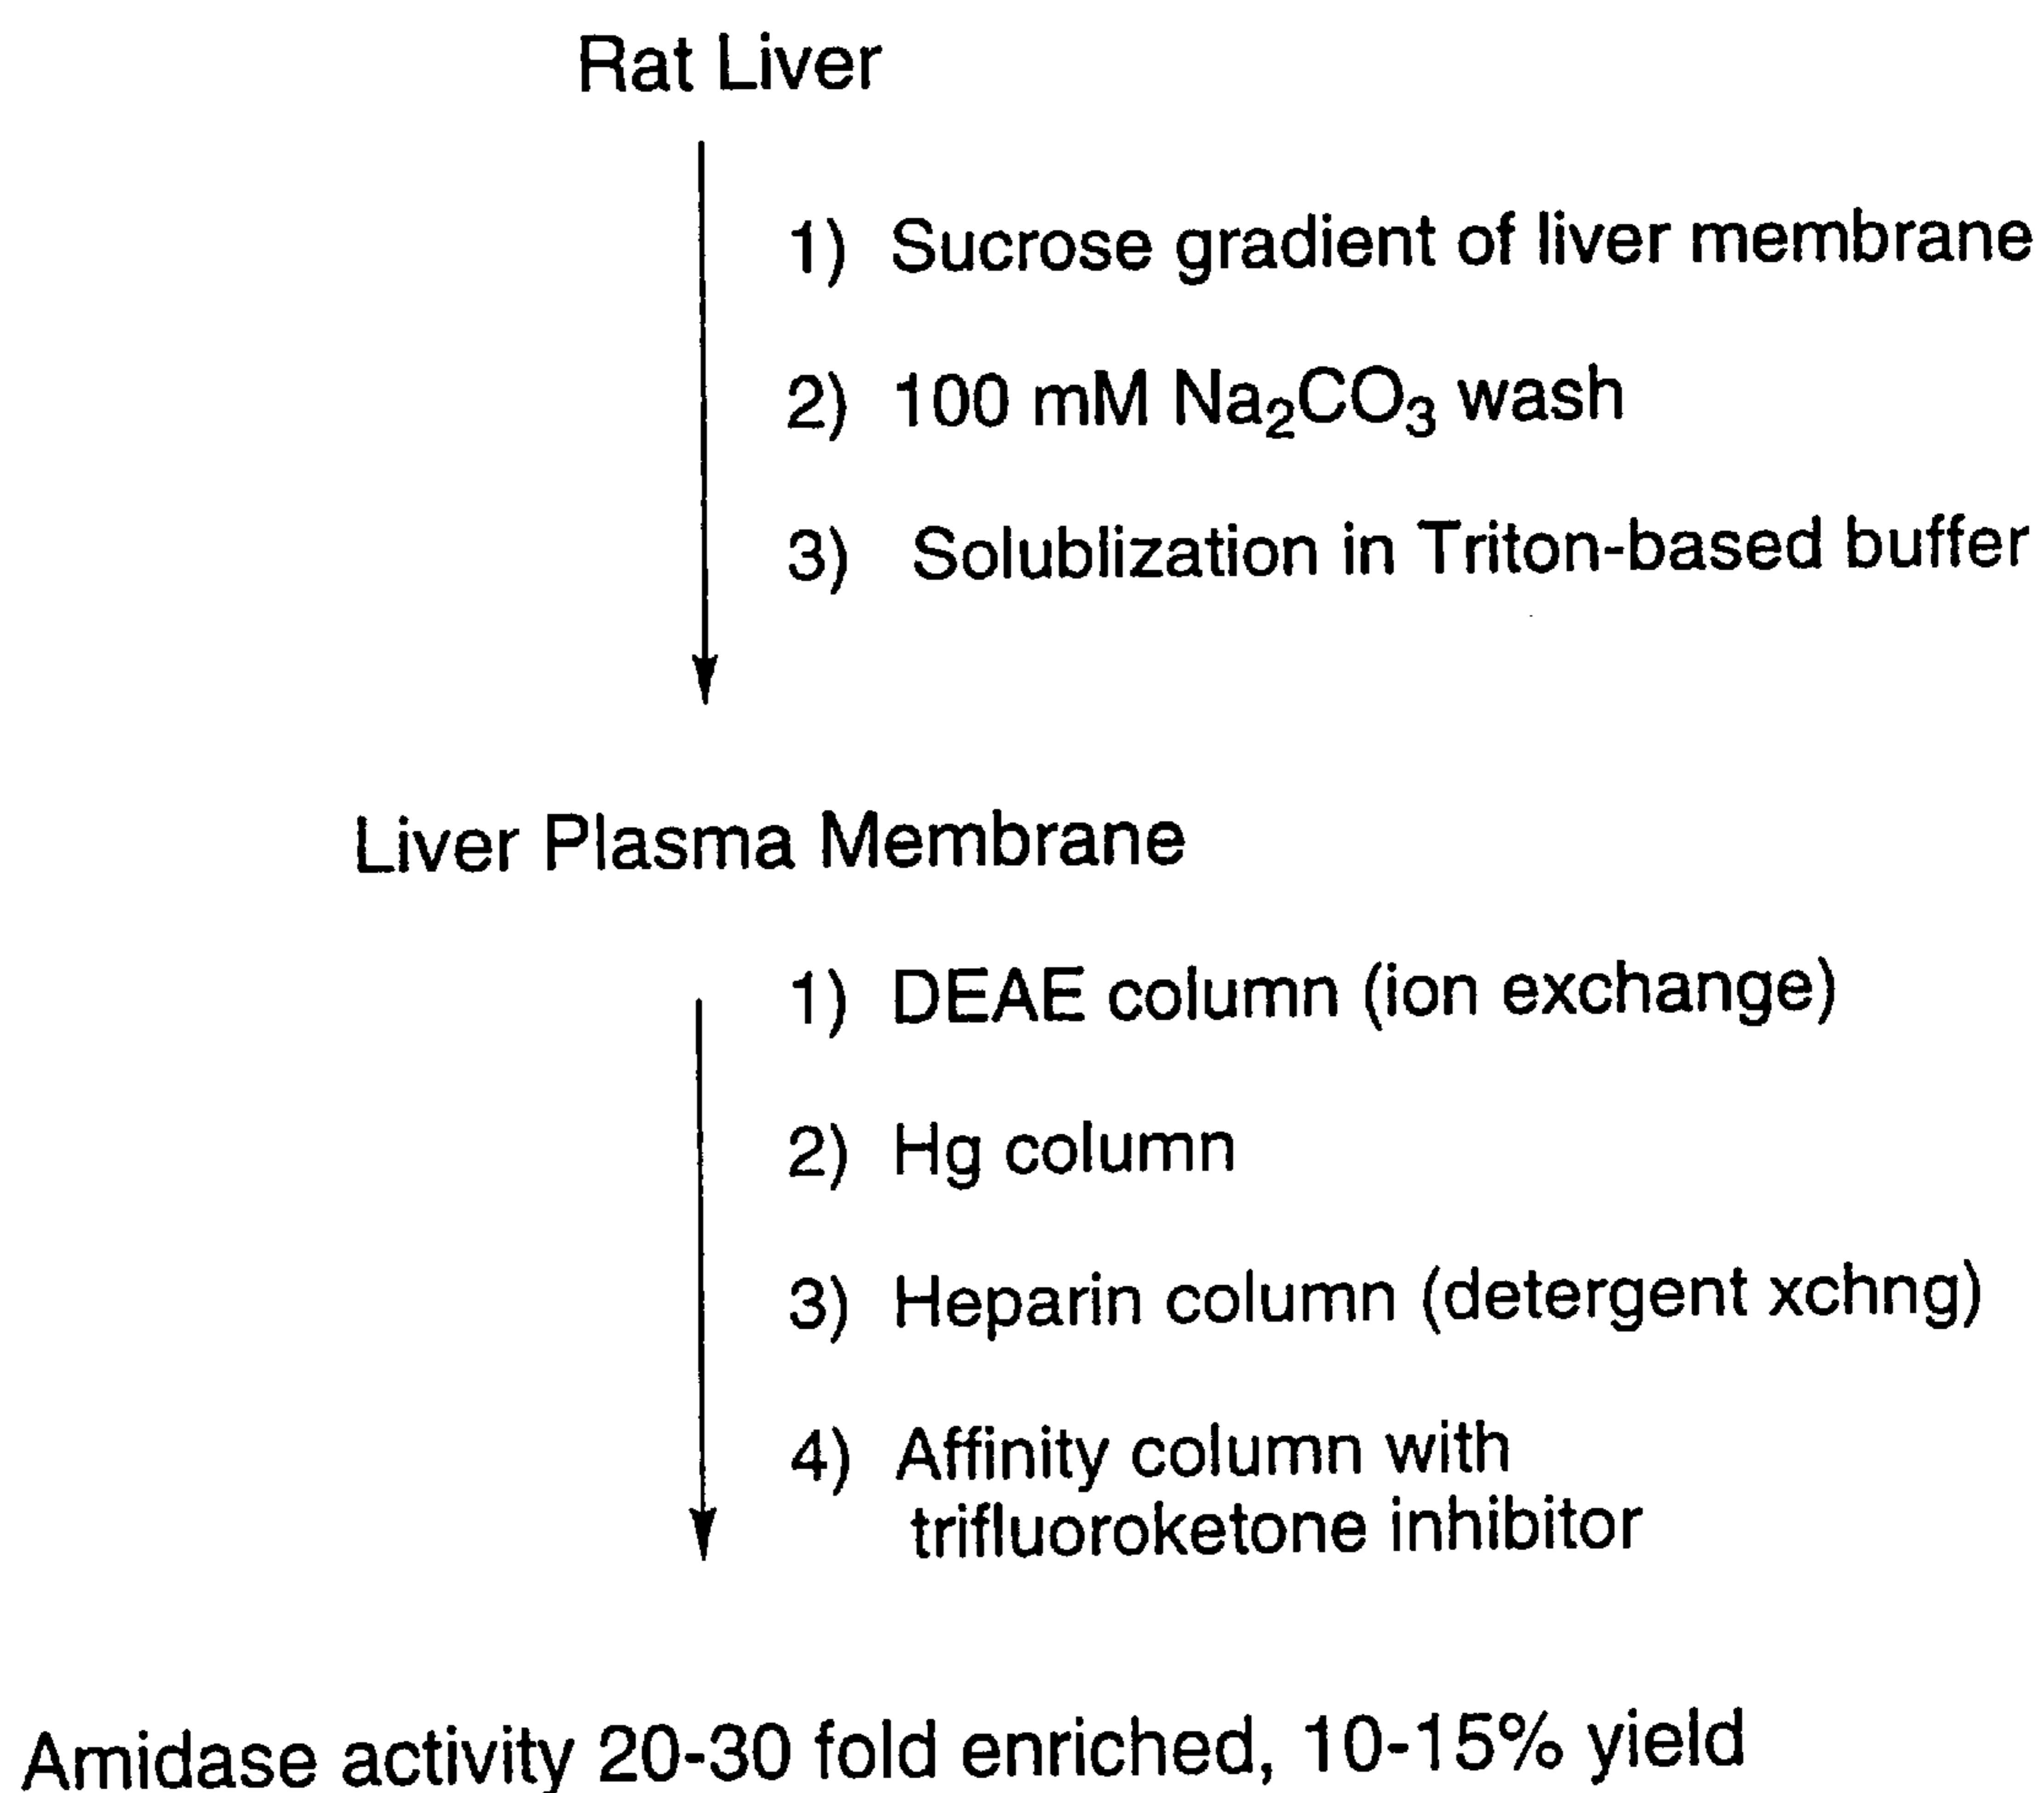 Rat Liver
1) Sucrose gradient of liver membrane
2) 100 mM Na₂CO₃ wash
3) Solublization in Triton-based buffer
Liver Plasma Membrane
1) DEAE column (ion exchange)
2) Hg column
3) Heparin column (detergent xchng)
4) Affinity column with
trifluoroketone inhibitor
Amidase activity 20-30 fold enriched, 10-15% yield